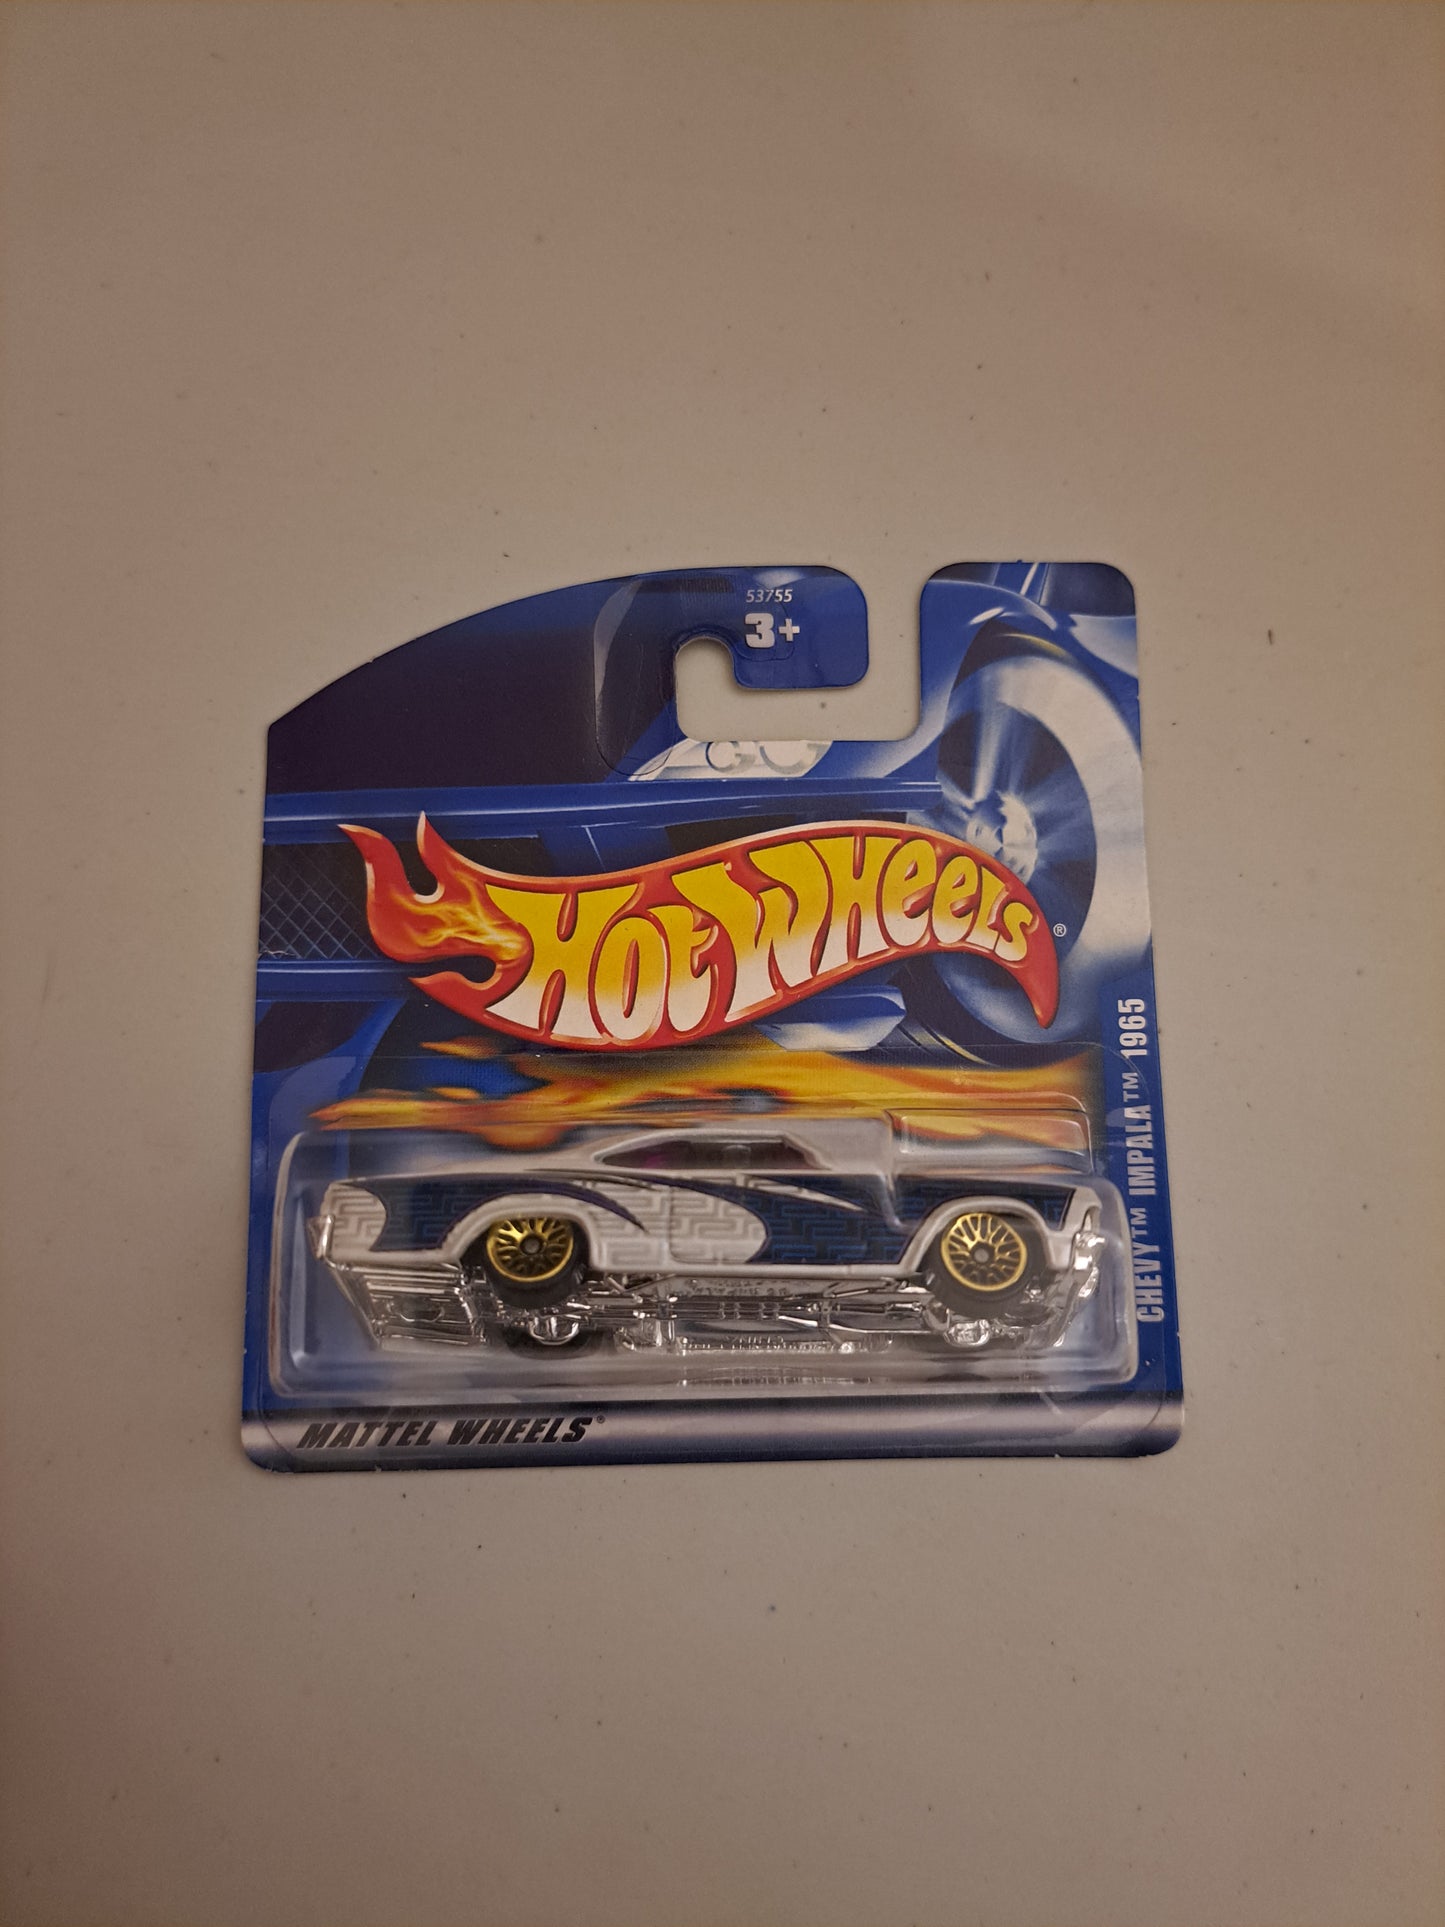 53755
3+
HOT WHEELS®
CHEVY™ IMPALA™ 1965
MATTEL WHEELS®